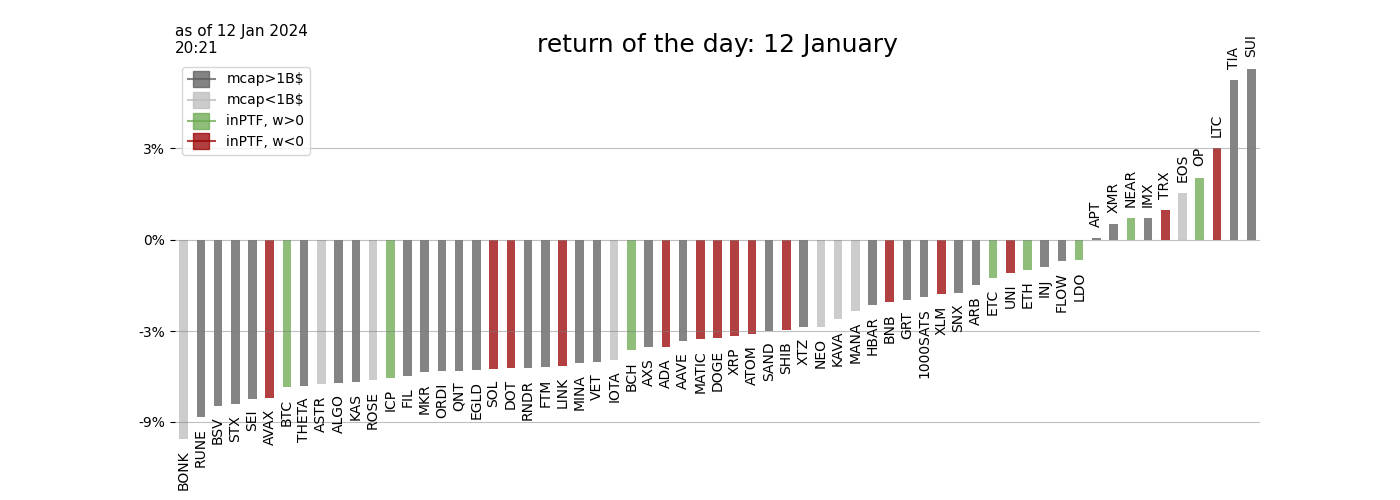 as of 12 Jan 2024
20:21
return of the day: 12 January
mcap>1B$
mcap<1B$
inPTF, w>0
inPTF, w<0
3%
0%
-3%
-9%
BONK
RUNE
BSV
STX
SEI
AVAX
BTC
THETA
ASTR
ALGO
KAS
ROSE
ICP
FIL
MKR
ORDI
QNT
EGLD
SOL
DOT
RNDR
FTM
LINK
MINA
VET
IOTA
BCH
AXS
ADA
AAVE
MATIC
DOGE
XRP
ATOM
SAND
SHIB
XTZ
NEO
KAVA
MANA
HBAR
BNB
GRT
1000SATS
XLM
SNX
ARB
ETC
UNI
ETH
INJ
FLOW
LDO
APT
XMR
NEAR
IMX
TRX
EOS
OP
LTC
TIA
SUI